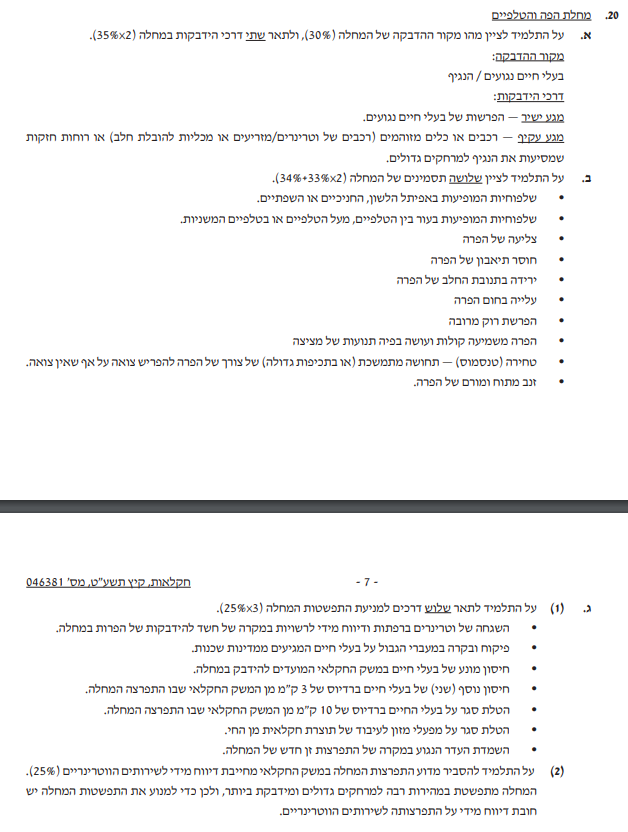 20. מחלת הפה והטלפיים
א. על התלמיד לציין מהו מקור ההדבקה של המחלה (30%), ולתאר שתי דרכי הידבקות במחלה (35%x2).
מקור ההדבקה:
בעלי חיים נגועים / הנגיף
דרכי הידבקות:
מגע ישיר — הפרשות של בעלי חיים נגועים.
מגע עקיף — רכבים או כלים מזוהמים (רכבים של וטרינרים/מזריעים או מכליות להובלת חלב) או רוחות חזקות
שמסיעות את הנגיף למרחקים גדולים.
ב. על התלמיד לציין שלושה תסמינים של המחלה (34%+33%x2).
• שלפוחיות המופיעות באפיתל הלשון, החניכיים או השפתיים.
• שלפוחיות המופיעות בעור בין הטלפיים, מעל הטלפיים או בטלפיים המשניות.
• צליעה של הפרה
• חוסר תיאבון של הפרה
• ירידה בתנובת החלב של הפרה
• עלייה בחום הפרה
• הפרשת רוק מרובה
• הפרה משמיעה קולות ועושה בפיה תנועות של מציצה
• טחירה (טנסמוס) — תחושה מתמשכת (או בתכיפות גדולה) של צורך של הפרה להפריש צואה על אף שאין צואה.
• זנב מתוח ומורם של הפרה.
- 7 - חקלאות, קיץ תשע"ט, מס' 046381
ג. (1) על התלמיד לתאר שלוש דרכים למניעת התפשטות המחלה (25%x3).
• השגחה של וטרינרים ברפתות ודיווח מידי לרשויות במקרה של חשד להידבקות של הפרות במחלה.
• פיקוח ובקרה במעברי הגבול על בעלי חיים המגיעים ממדינות שכנות.
• חיסון מונע של בעלי חיים במשק החקלאי המועדים להידבק במחלה.
• חיסון נוסף (שני) של בעלי חיים ברדיוס של 3 ק"מ מן המשק החקלאי שבו התפרצה המחלה.
• הטלת סגר על בעלי החיים ברדיוס של 10 ק"מ מן המשק החקלאי שבו התפרצה המחלה.
• הטלת סגר על מפעלי מזון לעיבוד של תוצרת חקלאית מן החי.
• השמדת העדר הנגוע במקרה של התפרצות זן חדש של המחלה.
(2) על התלמיד להסביר מדוע התפרצות המחלה במשק החקלאי מחייבת דיווח מידי לשירותים הווטרינריים (25%).
המחלה מתפשטת במהירות רבה למרחקים גדולים ומידבקת ביותר, ולכן כדי למנוע את התפשטות המחלה יש
חובת דיווח מידי על התפרצותה לשירותים הווטרינריים.